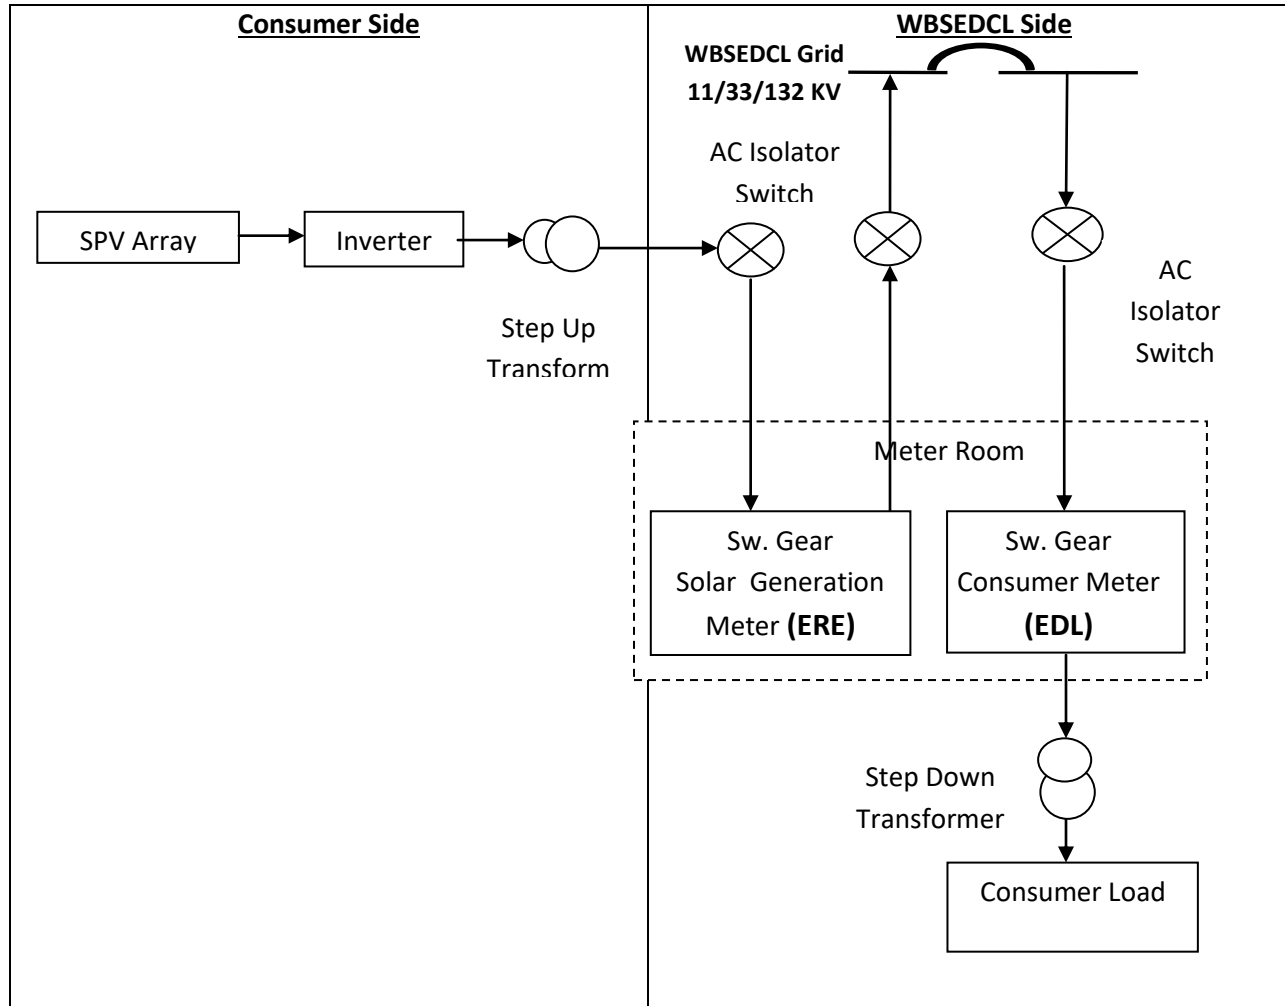 Consumer Side
WBSEDCL Side
WBSEDCL Grid
11/33/132 KV
AC Isolator
Switch
SPV Array
Inverter
Step Up
Transform
AC
Isolator
Switch
Meter Room
Sw. Gear
Solar Generation
Meter (ERE)
Sw. Gear
Consumer Meter
(EDL)
Step Down
Transformer
Consumer Load